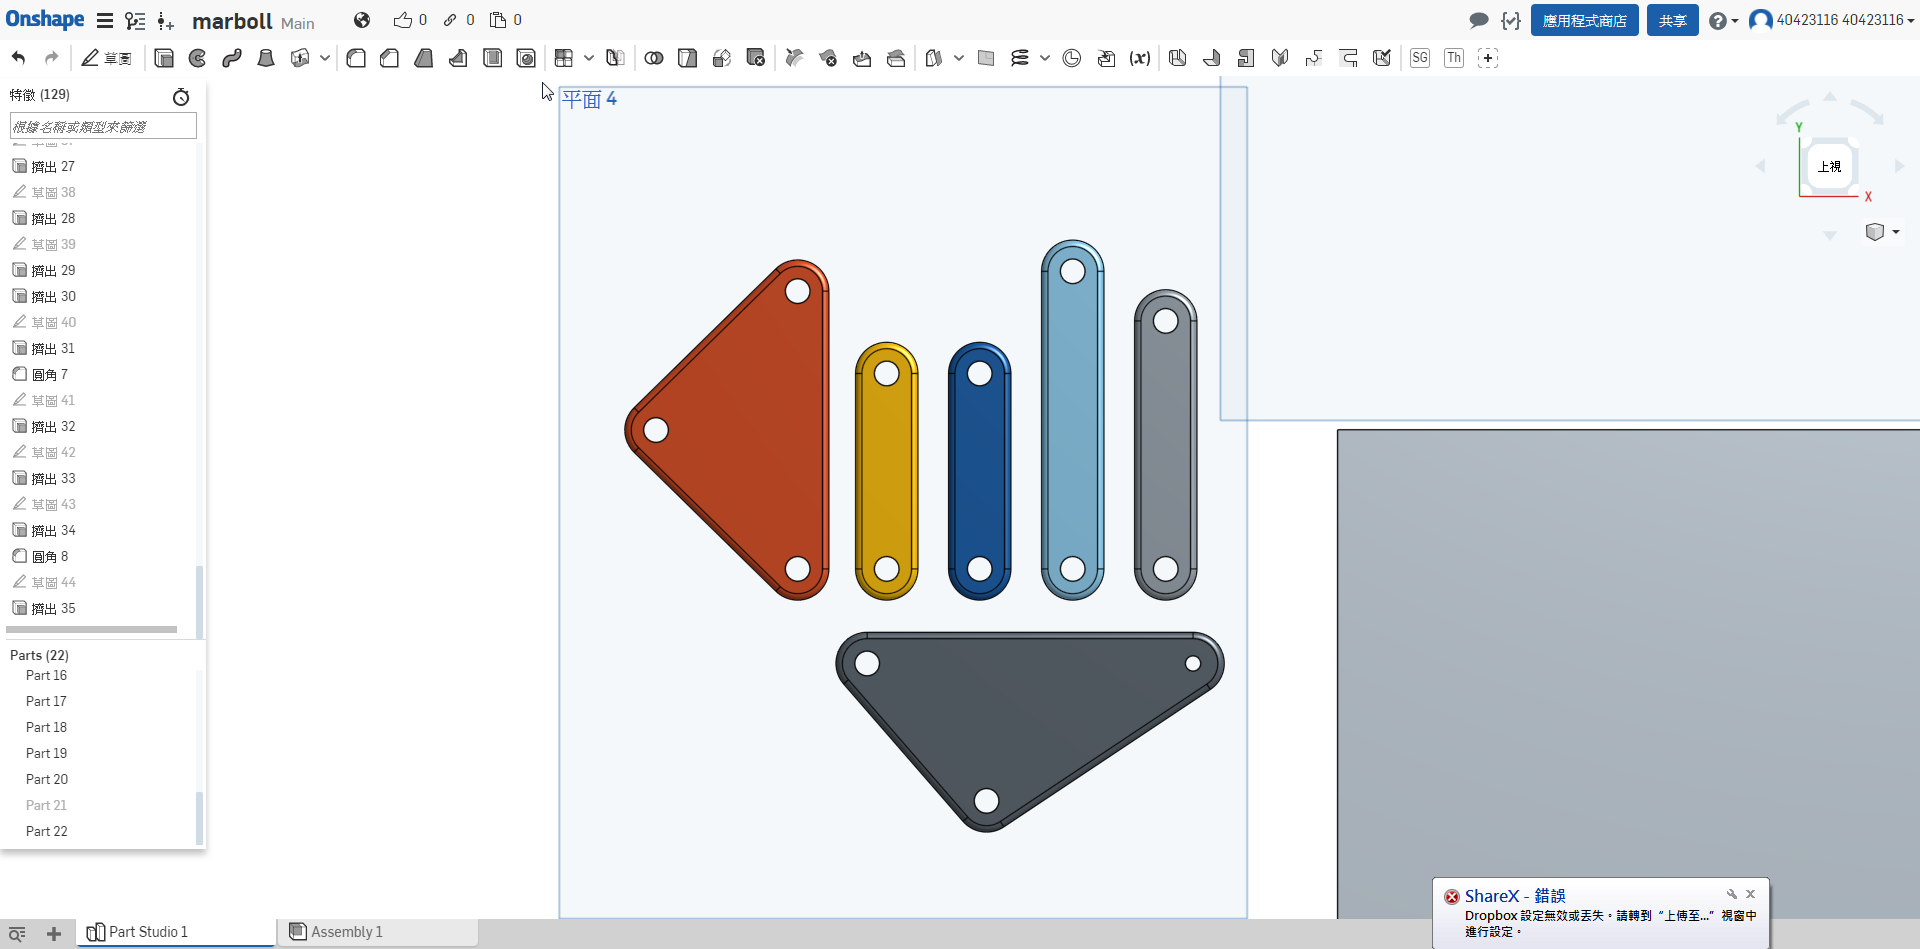 Onshape
marboll Main
0
0
0
應用程式商店
共享
40423116 40423116
草圖
SG
Th
特徵 (129)
根據名稱或類型來篩選
擠出 27
草圖 38
擠出 28
草圖 39
擠出 29
擠出 30
草圖 40
擠出 31
圓角 7
草圖 41
擠出 32
草圖 42
擠出 33
草圖 43
擠出 34
圓角 8
草圖 44
擠出 35
Parts (22)
Part 16
Part 17
Part 18
Part 19
Part 20
Part 21
Part 22
平面 4
Y
上視
X
Part Studio 1
Assembly 1
ShareX - 錯誤
Dropbox 設定無效或丟失。請轉到“上傳至...”視窗中
進行設定。